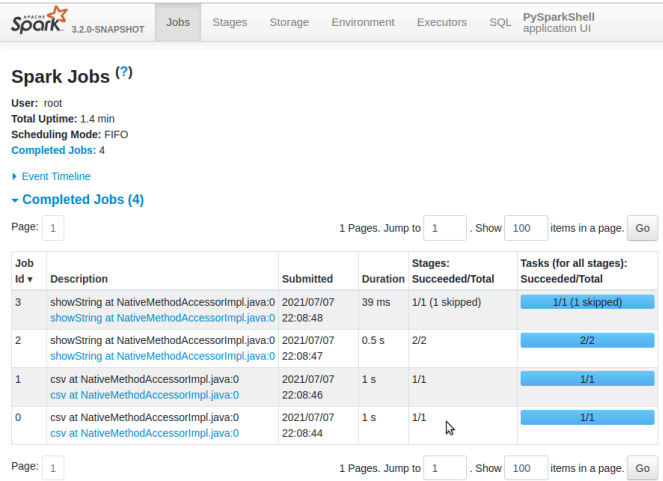 APACHE
Spark 3.2.0-SNAPSHOT Jobs Stages Storage Environment Executors SQL PySparkShell application UI
Spark Jobs (?)
User: root
Total Uptime: 1.4 min
Scheduling Mode: FIFO
Completed Jobs: 4
Event Timeline
Completed Jobs (4)
Page: 1 1 Pages. Jump to 1 . Show 100 items in a page. Go
Job Id ▾ Description Submitted Duration Stages: Succeeded/Total Tasks (for all stages): Succeeded/Total
3 showString at NativeMethodAccessorImpl.java:0 2021/07/07 39 ms 1/1 (1 skipped) 1/1 (1 skipped)
showString at NativeMethodAccessorImpl.java:0 22:08:48
2 showString at NativeMethodAccessorImpl.java:0 2021/07/07 0.5 s 2/2 2/2
showString at NativeMethodAccessorImpl.java:0 22:08:47
1 csv at NativeMethodAccessorImpl.java:0 2021/07/07 1 s 1/1 1/1
csv at NativeMethodAccessorImpl.java:0 22:08:46
0 csv at NativeMethodAccessorImpl.java:0 2021/07/07 1 s 1/1 1/1
csv at NativeMethodAccessorImpl.java:0 22:08:44
Page: 1 1 Pages. Jump to 1 . Show 100 items in a page. Go